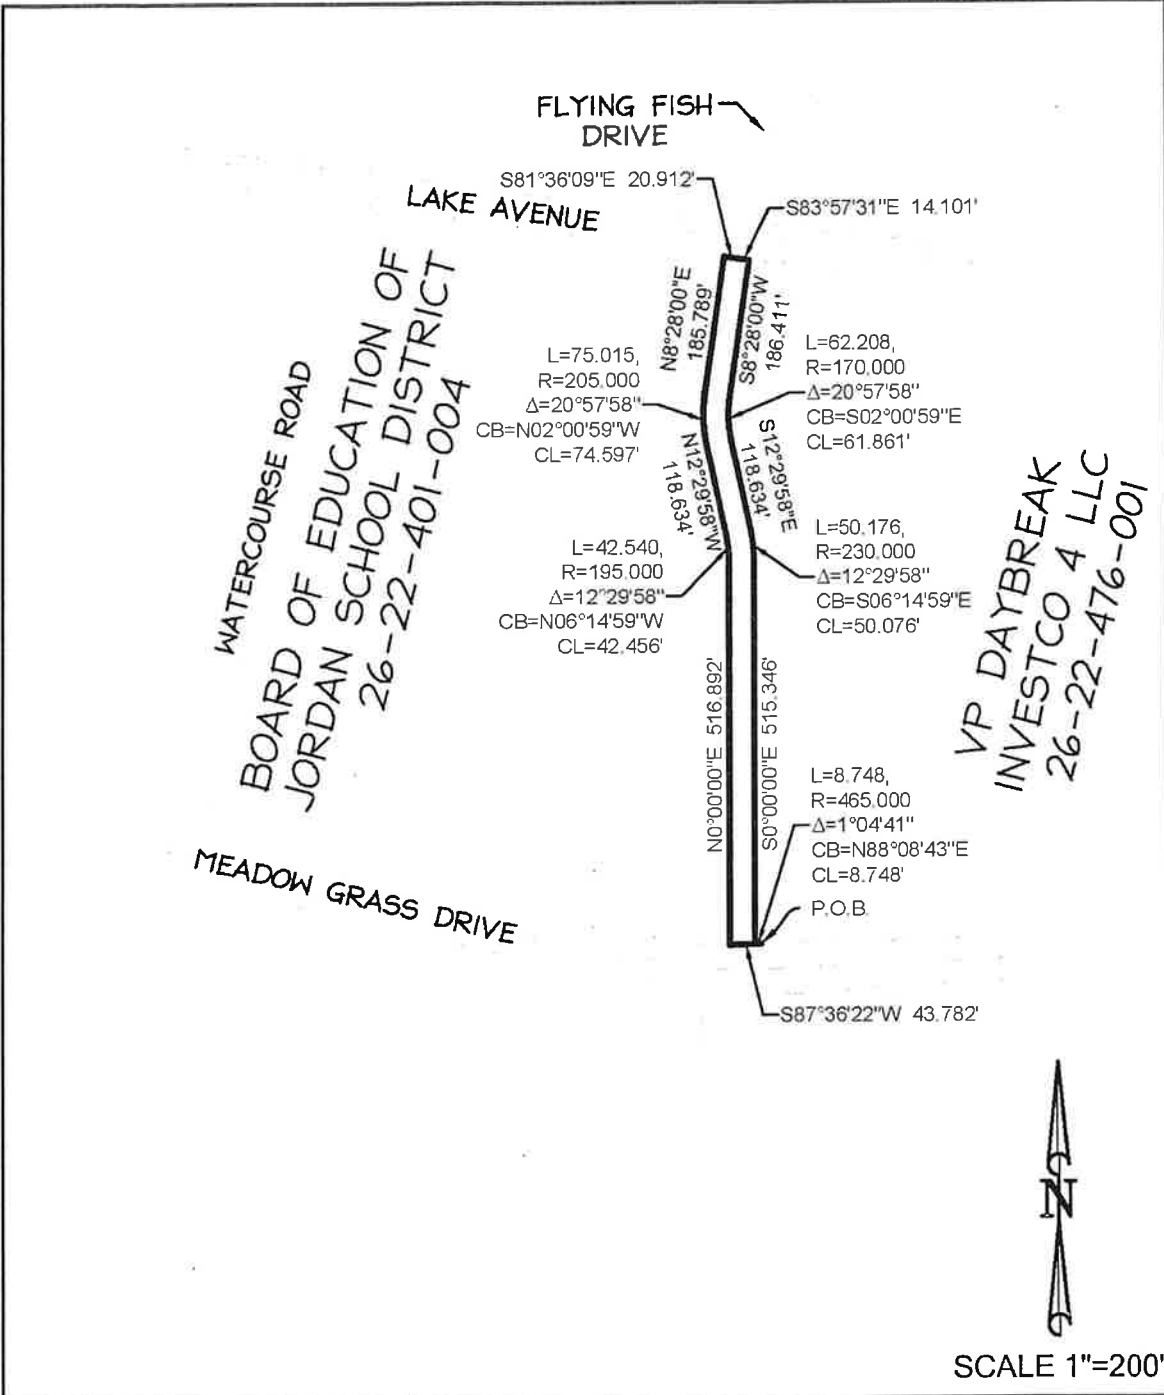 FLYING FISH
DRIVE
S81°36'09"E 20.912'
LAKE AVENUE
S83°57'31"E 14.101'
N8°28'00"E
185.789'
S8°28'00"W
186.411'
L=75.015,
R=205.000
Δ=20°57'58"
CB=N02°00'59"W
CL=74.597'
L=62.208,
R=170.000
Δ=20°57'58"
CB=S02°00'59"E
CL=61.861'
WATERCOURSE ROAD
BOARD OF EDUCATION OF
JORDAN SCHOOL DISTRICT
26-22-401-004
N12°29'58"W
118.634'
S12°29'58"E
118.634'
L=42.540,
R=195.000
Δ=12°29'58"
CB=N06°14'59"W
CL=42.456'
L=50.176,
R=230.000
Δ=12°29'58"
CB=S06°14'59"E
CL=50.076'
VP DAYBREAK
INVESTCO 4 LLC
26-22-476-001
N0°00'00"E 516.892'
S0°00'00"E 515.346'
L=8.748,
R=465.000
Δ=1°04'41"
CB=N88°08'43"E
CL=8.748'
P.O.B.
MEADOW GRASS DRIVE
S87°36'22"W 43.782'
N
SCALE 1"=200'